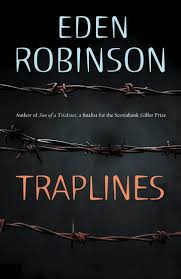 EDEN
ROBINSON
Author of Son of a Trickster, a finalist for the Scotiabank Giller Prize
TRAPLINES